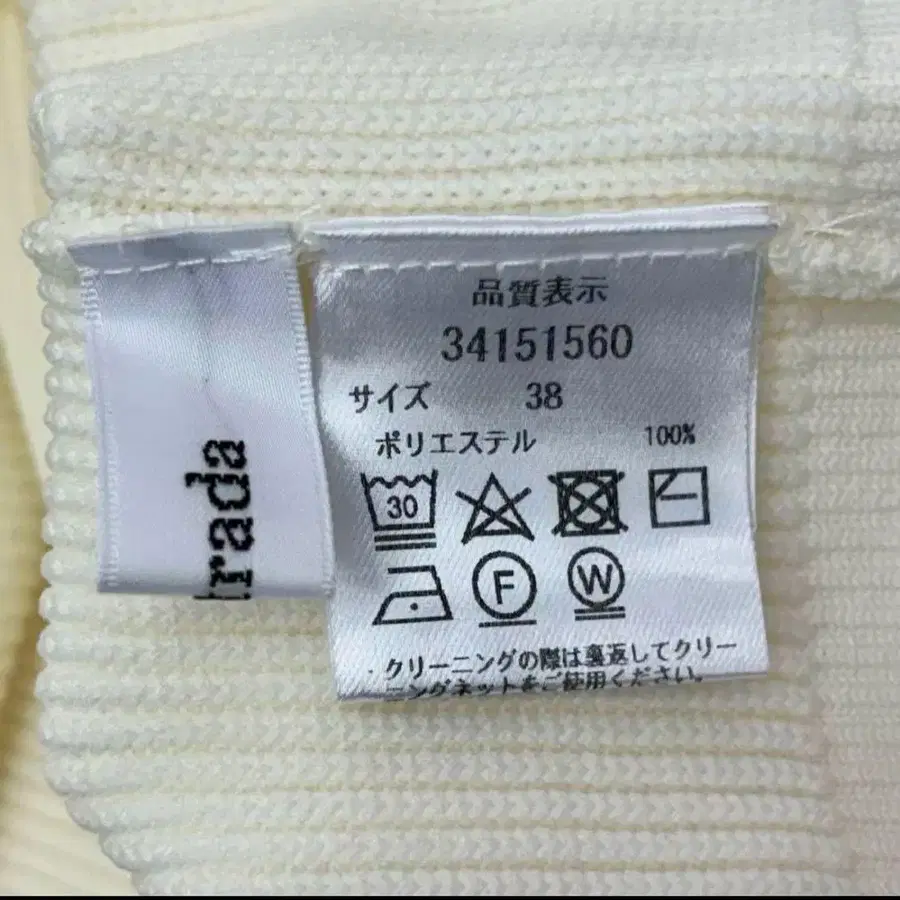 trada
品質表示
34151560
サイズ 38
ポリエステル 100%
30
F W
クリーニングの際は裏返してクリー
ニングネットをご使用ください。